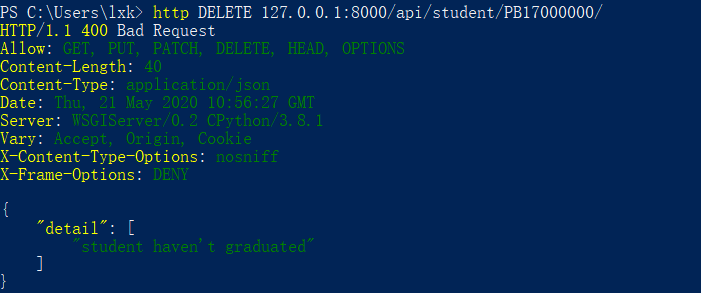 PS C:\Users\lxk> http DELETE 127.0.0.1:8000/api/student/PB17000000/
HTTP/1.1 400 Bad Request
Allow: GET, PUT, PATCH, DELETE, HEAD, OPTIONS
Content-Length: 40
Content-Type: application/json
Date: Thu, 21 May 2020 10:56:27 GMT
Server: WSGIServer/0.2 CPython/3.8.1
Vary: Accept, Origin, Cookie
X-Content-Type-Options: nosniff
X-Frame-Options: DENY
{
    "detail": [
        "student haven't graduated"
    ]
}